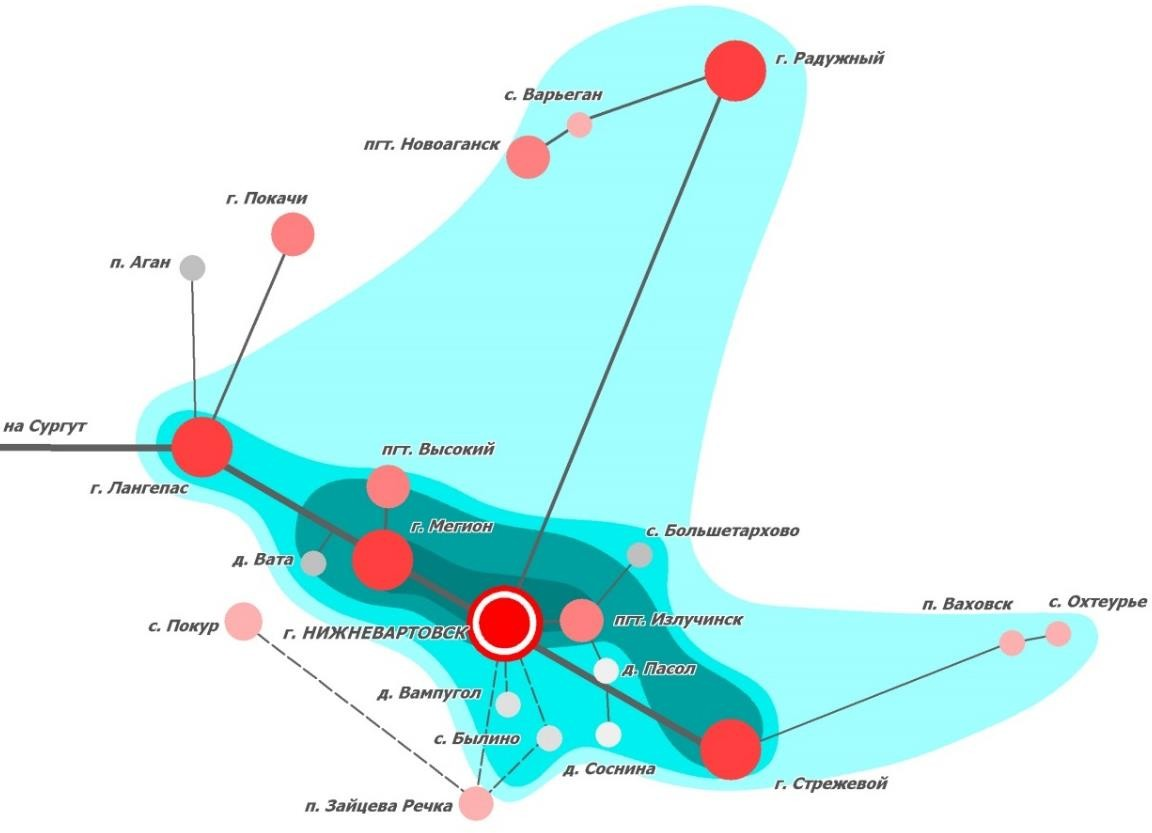 г. Радужный
с. Варьеган
пгт. Новоаганск
г. Покачи
п. Аган
на Сургут
пгт. Высокий
г. Лангепас
г. Мегион
с. Большетархово
д. Вата
п. Ваховск
с. Охтеурье
с. Покур
г. НИЖНЕВАРТОВСК
пгт. Излучинск
д. Пасол
д. Вампугол
с. Былино
д. Соснина
г. Стрежевой
п. Зайцева Речка